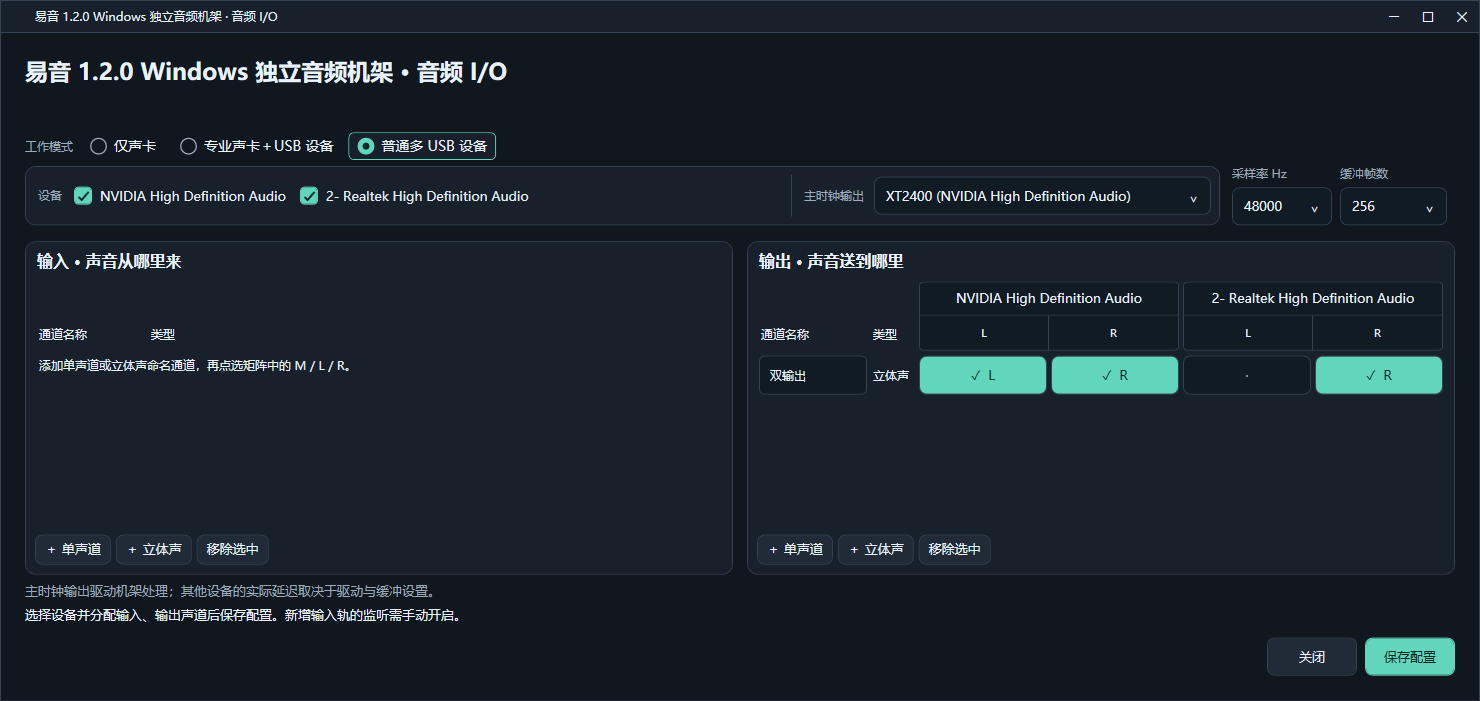 易音 1.2.0 Windows 独立音频机架 · 音频 I/O
易音 1.2.0 Windows 独立音频机架 • 音频 I/O
工作模式 仅声卡 专业声卡 + USB 设备 普通多 USB 设备
设备 NVIDIA High Definition Audio 2- Realtek High Definition Audio 主时钟输出 XT2400 (NVIDIA High Definition Audio)
采样率 Hz 缓冲帧数
48000 256
输入 • 声音从哪里来
通道名称 类型
添加单声道或立体声命名通道，再点选矩阵中的 M / L / R。
+ 单声道 + 立体声 移除选中
输出 • 声音送到哪里
NVIDIA High Definition Audio 2- Realtek High Definition Audio
通道名称 类型 L R L R
双输出 立体声 ✓ L ✓ R · ✓ R
+ 单声道 + 立体声 移除选中
主时钟输出驱动机架处理；其他设备的实际延迟取决于驱动与缓冲设置。
选择设备并分配输入、输出声道后保存配置。新增输入轨的监听需手动开启。
关闭 保存配置